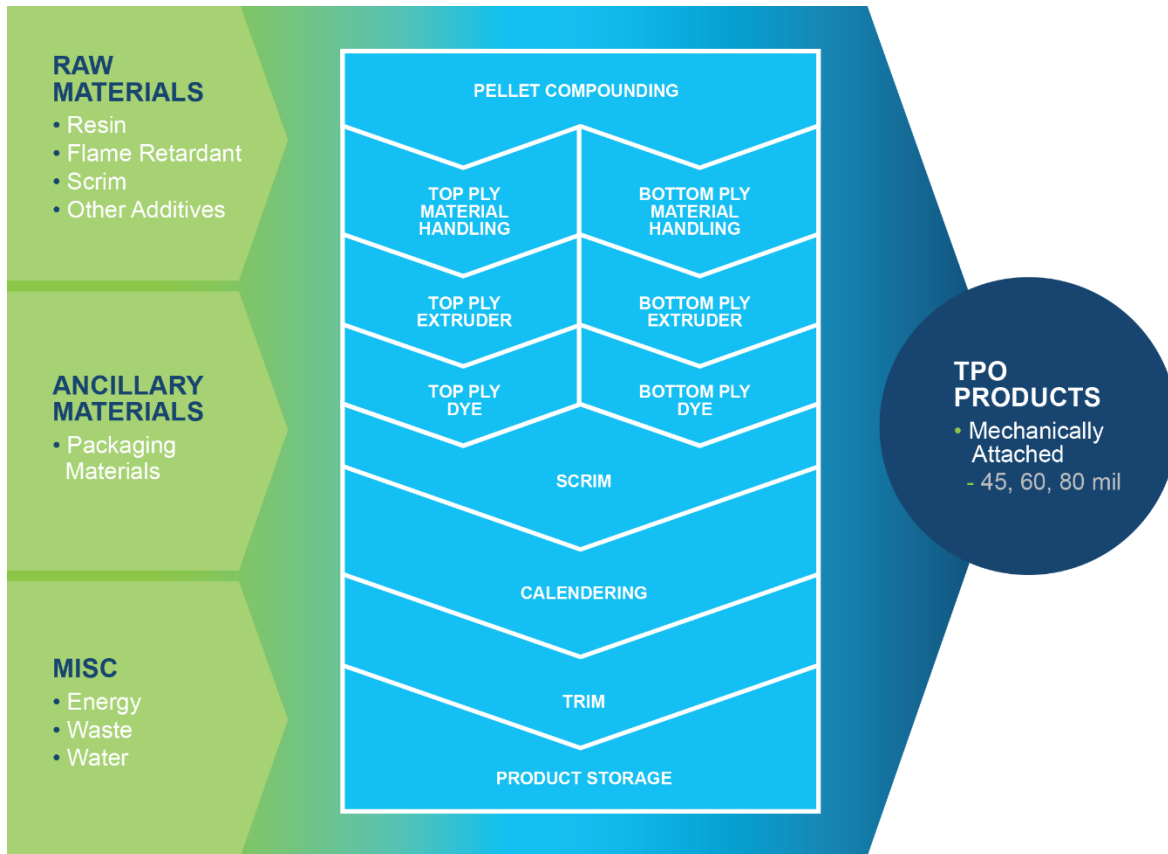 RAW
MATERIALS
• Resin
• Flame Retardant
• Scrim
• Other Additives
ANCILLARY
MATERIALS
• Packaging
Materials
MISC
• Energy
• Waste
• Water
PELLET COMPOUNDING
TOP PLY
MATERIAL
HANDLING
BOTTOM PLY
MATERIAL
HANDLING
TOP PLY
EXTRUDER
BOTTOM PLY
EXTRUDER
TOP PLY
DYE
BOTTOM PLY
DYE
SCRIM
CALENDERING
TRIM
PRODUCT STORAGE
TPO
PRODUCTS
• Mechanically
Attached
- 45, 60, 80 mil